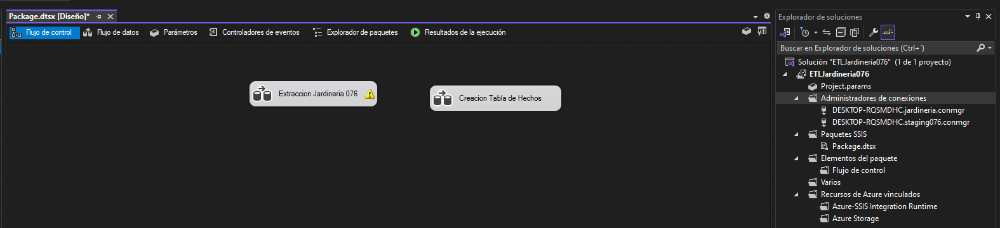 Package.dtsx [Diseño]*
Flujo de control
Flujo de datos
Parámetros
Controladores de eventos
Explorador de paquetes
Resultados de la ejecución
Extraccion Jardineria 076
Creacion Tabla de Hechos
Explorador de soluciones
Buscar en Explorador de soluciones (Ctrl+´)
Solución "ETLJardineria076" (1 de 1 proyecto)
ETLJardineria076
Project.params
Administradores de conexiones
DESKTOP-RQSMDHC.jardineria.conmgr
DESKTOP-RQSMDHC.staging076.conmgr
Paquetes SSIS
Package.dtsx
Elementos del paquete
Flujo de control
Varios
Recursos de Azure vinculados
Azure-SSIS Integration Runtime
Azure Storage